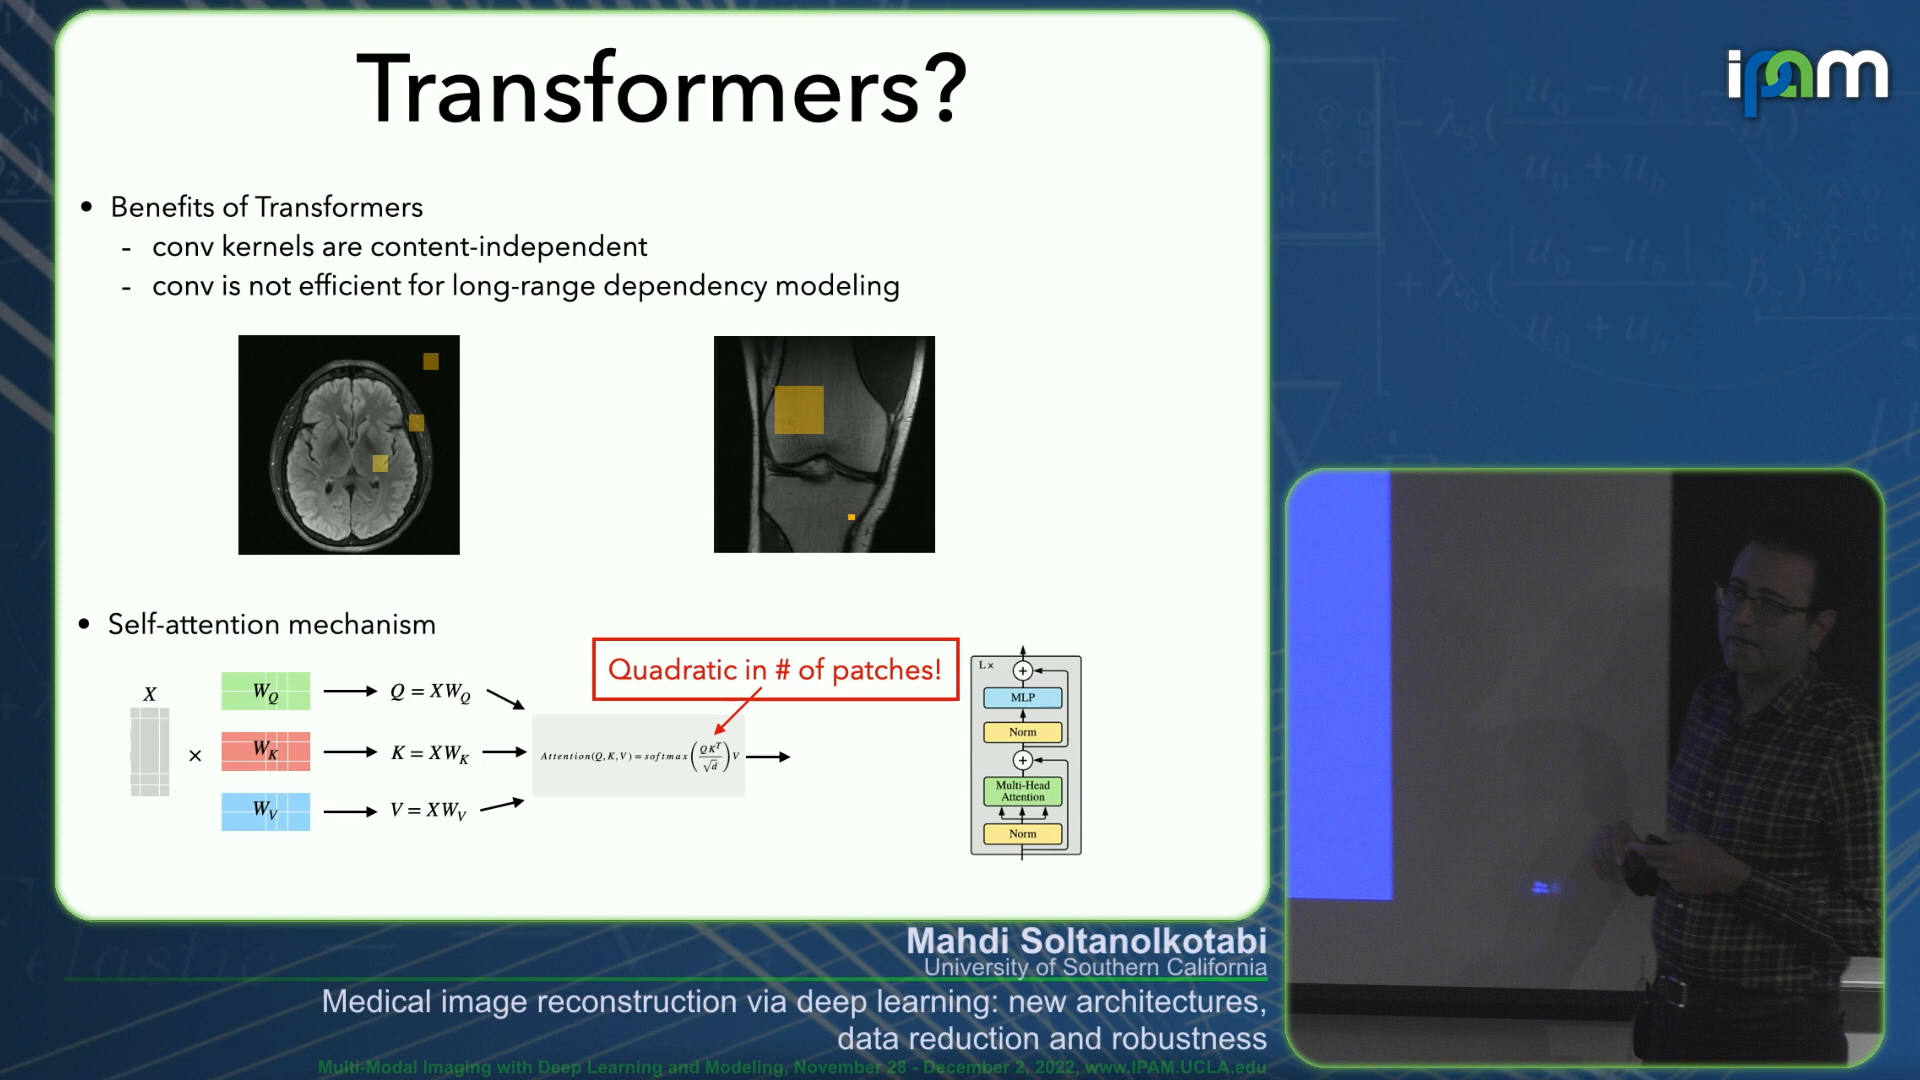 Transformers?
ipam
• Benefits of Transformers
- conv kernels are content-independent
- conv is not efficient for long-range dependency modeling
• Self-attention mechanism
Quadratic in # of patches!
X
×
W_Q
Q = XW_Q
W_K
K = XW_K
W_V
V = XW_V
Attention(Q,K,V)=softmax(QK^T/√d)V
L×
+
MLP
Norm
+
Multi-Head
Attention
Norm
Mahdi Soltanolkotabi
University of Southern California
Medical image reconstruction via deep learning: new architectures,
data reduction and robustness
Multi-Modal Imaging with Deep Learning and Modeling, November 28 - December 2, 2022, www.IPAM.UCLA.edu